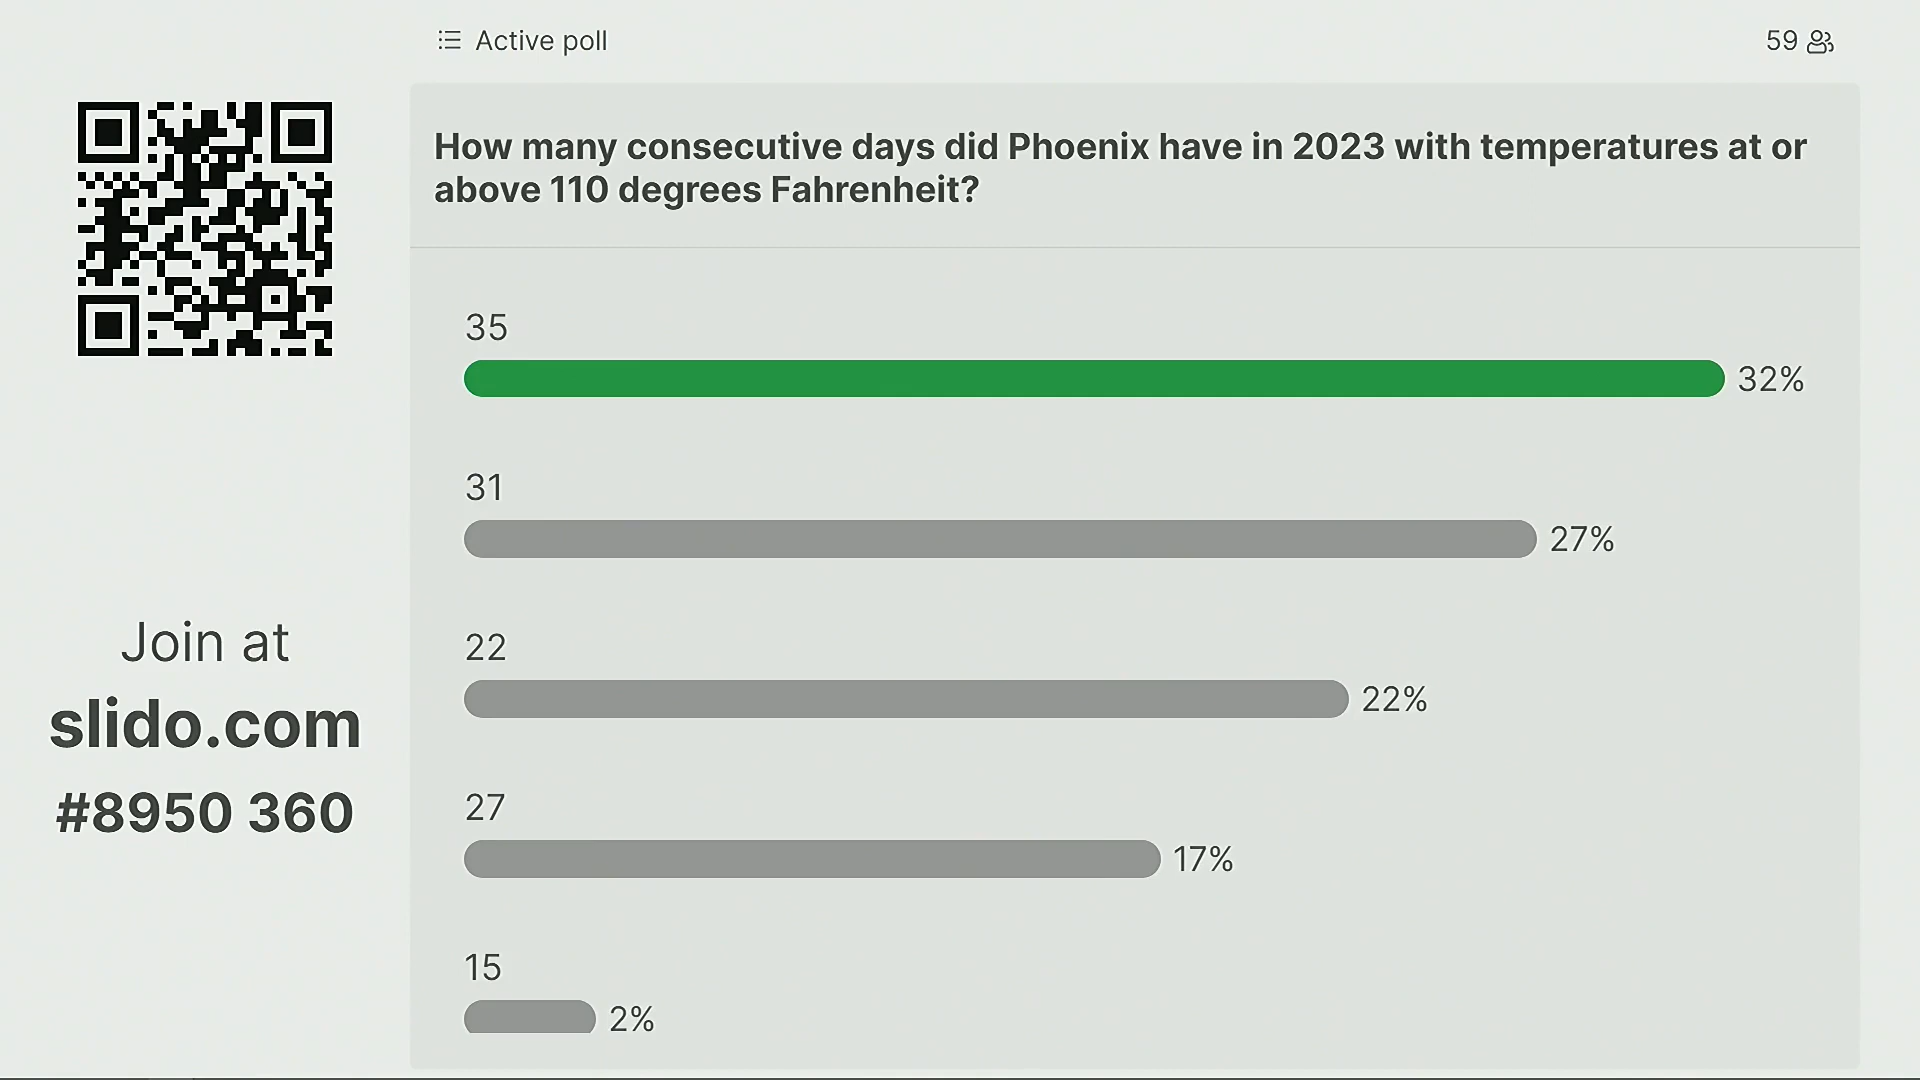 Active poll
59
How many consecutive days did Phoenix have in 2023 with temperatures at or
above 110 degrees Fahrenheit?
35
32%
31
27%
22
22%
27
17%
15
2%
Join at
slido.com
#8950 360